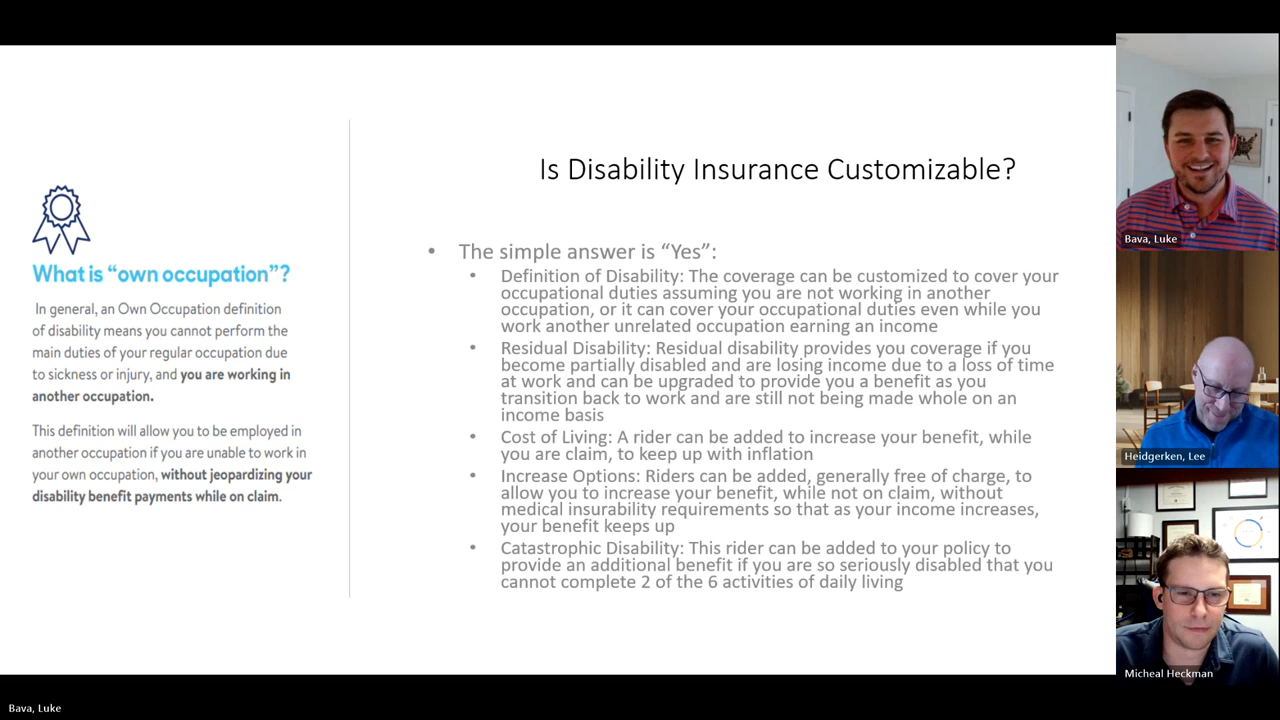 What is “own occupation”?
In general, an Own Occupation definition
of disability means you cannot perform the
main duties of your regular occupation due
to sickness or injury, and you are working in
another occupation.
This definition will allow you to be employed in
another occupation if you are unable to work in
your own occupation, without jeopardizing your
disability benefit payments while on claim.
Is Disability Insurance Customizable?
• The simple answer is “Yes”:
• Definition of Disability: The coverage can be customized to cover your
occupational duties assuming you are not working in another
occupation, or it can cover your occupational duties even while you
work another unrelated occupation earning an income
• Residual Disability: Residual disability provides you coverage if you
become partially disabled and are losing income due to a loss of time
at work and can be upgraded to provide you a benefit as you
transition back to work and are still not being made whole on an
income basis
• Cost of Living: A rider can be added to increase your benefit, while
you are claim, to keep up with inflation
• Increase Options: Riders can be added, generally free of charge, to
allow you to increase your benefit, while not on claim, without
medical insurability requirements so that as your income increases,
your benefit keeps up
• Catastrophic Disability: This rider can be added to your policy to
provide an additional benefit if you are so seriously disabled that you
cannot complete 2 of the 6 activities of daily living
Bava, Luke
Heidgerken, Lee
Micheal Heckman
Bava, Luke